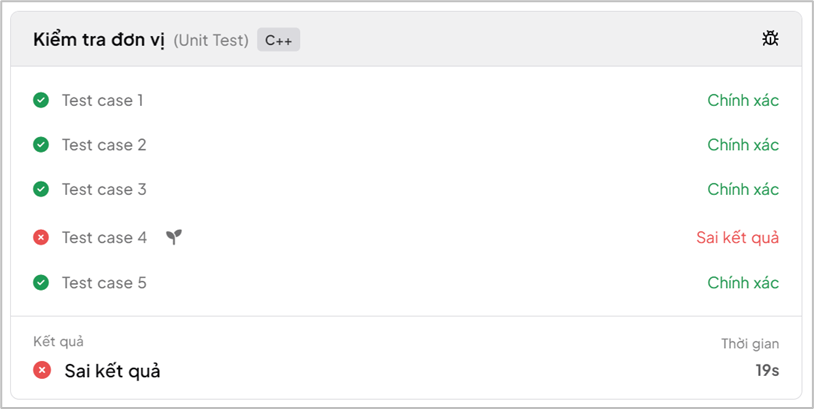 Kiểm tra đơn vị (Unit Test) C++
Test case 1 Chính xác
Test case 2 Chính xác
Test case 3 Chính xác
Test case 4 Sai kết quả
Test case 5 Chính xác
Kết quả Thời gian
Sai kết quả 19s